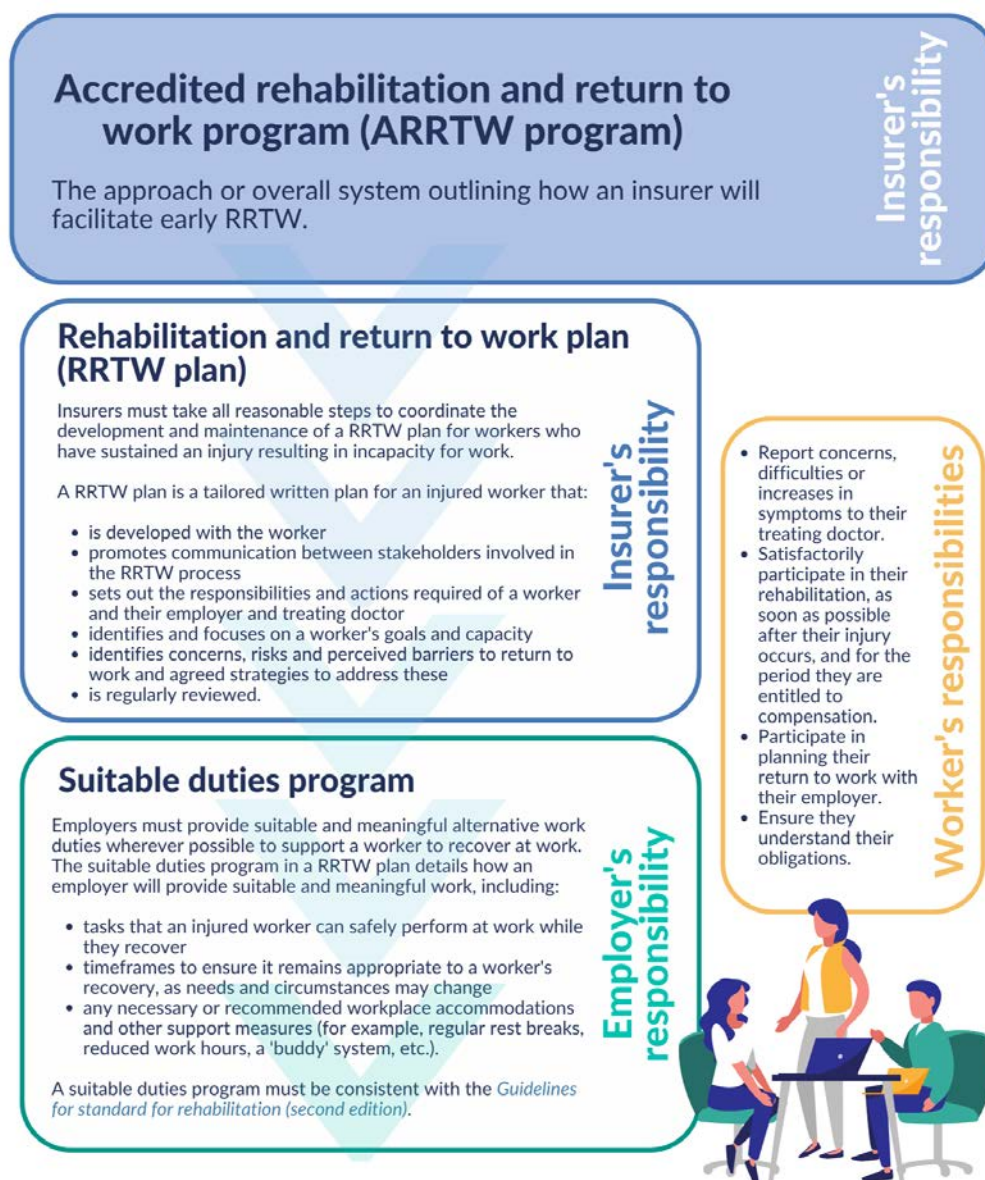 Accredited rehabilitation and return to
work program (ARRTW program)
The approach or overall system outlining how an insurer will
facilitate early RRTW.
Insurer's
responsibility
Rehabilitation and return to work plan
(RRTW plan)
Insurers must take all reasonable steps to coordinate the
development and maintenance of a RRTW plan for workers who
have sustained an injury resulting in incapacity for work.
A RRTW plan is a tailored written plan for an injured worker that:
• is developed with the worker
• promotes communication between stakeholders involved in
the RRTW process
• sets out the responsibilities and actions required of a worker
and their employer and treating doctor
• identifies and focuses on a worker's goals and capacity
• identifies concerns, risks and perceived barriers to return to
work and agreed strategies to address these
• is regularly reviewed.
Insurer's
responsibility
Suitable duties program
Employers must provide suitable and meaningful alternative work
duties wherever possible to support a worker to recover at work.
The suitable duties program in a RRTW plan details how an
employer will provide suitable and meaningful work, including:
• tasks that an injured worker can safely perform at work while
they recover
• timeframes to ensure it remains appropriate to a worker's
recovery, as needs and circumstances may change
• any necessary or recommended workplace accommodations
and other support measures (for example, regular rest breaks,
reduced work hours, a 'buddy' system, etc.).
A suitable duties program must be consistent with the Guidelines
for standard for rehabilitation (second edition).
Employer's
responsibility
• Report concerns,
difficulties or
increases in
symptoms to their
treating doctor.
• Satisfactorily
participate in their
rehabilitation, as
soon as possible
after their injury
occurs, and for the
period they are
entitled to
compensation.
• Participate in
planning their
return to work with
their employer.
• Ensure they
understand their
obligations.
Worker's responsibilities